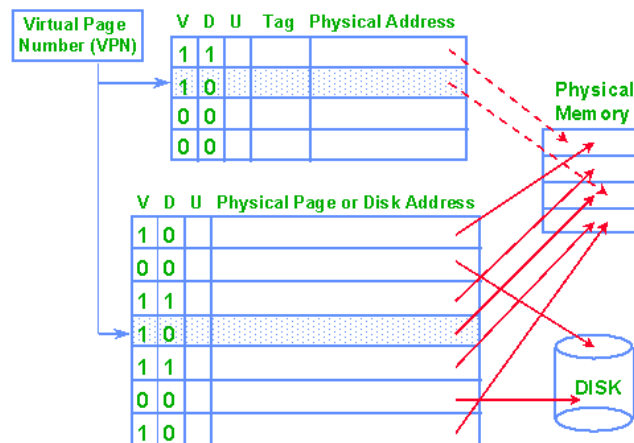 Virtual Page
Number (VPN)
V D U Tag Physical Address
1 1
1 0
0 0
0 0
Physical
Memory
V D U Physical Page or Disk Address
1 0
0 0
1 1
1 0
1 1
0 0
1 0
DISK